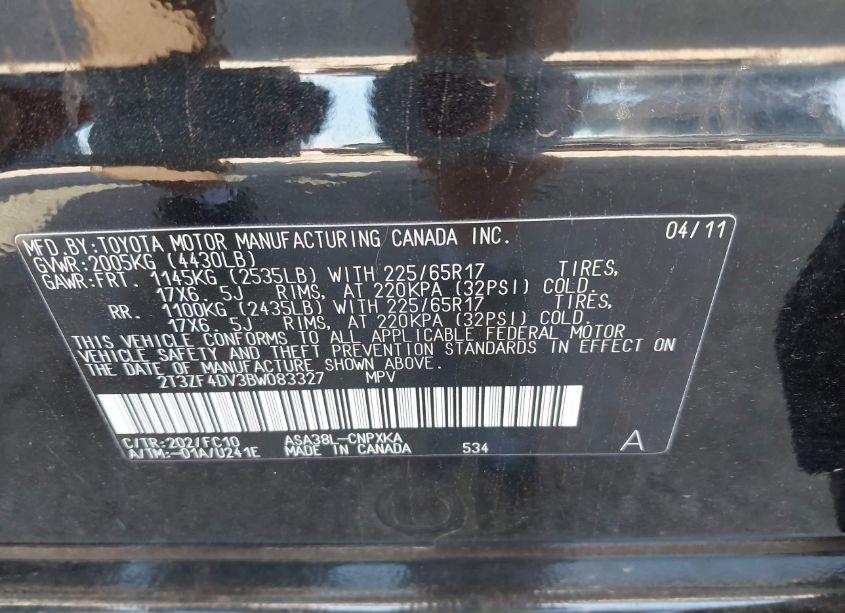 MFD.BY:TOYOTA MOTOR MANUFACTURING CANADA INC. 04/11
GVWR:2005KG (4430LB)
GAWR:FRT. 1145KG (2535LB) WITH 225/65R17 TIRES,
17X6. 5J RIMS, AT 220KPA (32PSI) COLD.
RR. 1100KG (2435LB) WITH 225/65R17 TIRES,
17X6. 5J RIMS, AT 220KPA (32PSI) COLD.
THIS VEHICLE CONFORMS TO ALL APPLICABLE FEDERAL MOTOR
VEHICLE SAFETY AND THEFT PREVENTION STANDARDS IN EFFECT ON
THE DATE OF MANUFACTURE SHOWN ABOVE.
2T3ZF4DV3BW083327 MPV
C/TR:202/FC10 ASA38L-CNPXKA
A/TM:-01A/U241E MADE IN CANADA 534 A